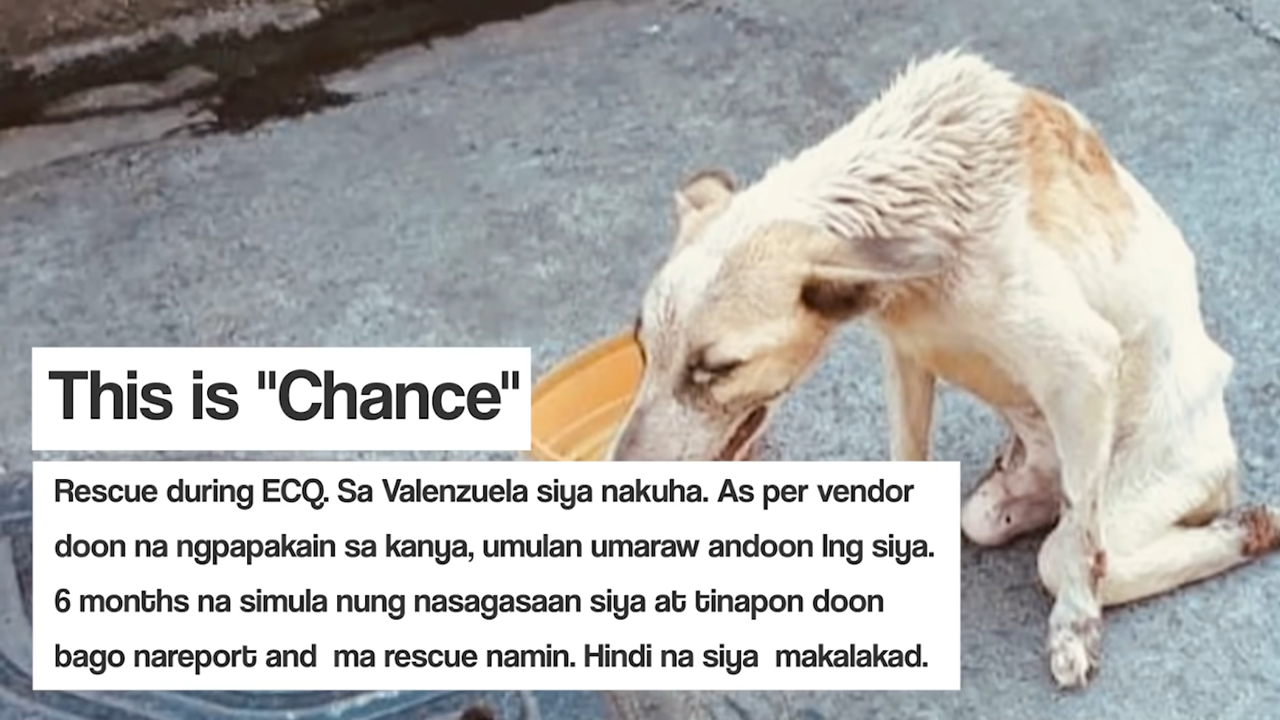 This is "Chance"
Rescue during ECQ. Sa Valenzuela siya nakuha. As per vendor
doon na ngpapakain sa kanya, umulan umaraw andoon lng siya.
6 months na simula nung nasagasaan siya at tinapon doon
bago nareport and  ma rescue namin. Hindi na siya  makalakad.